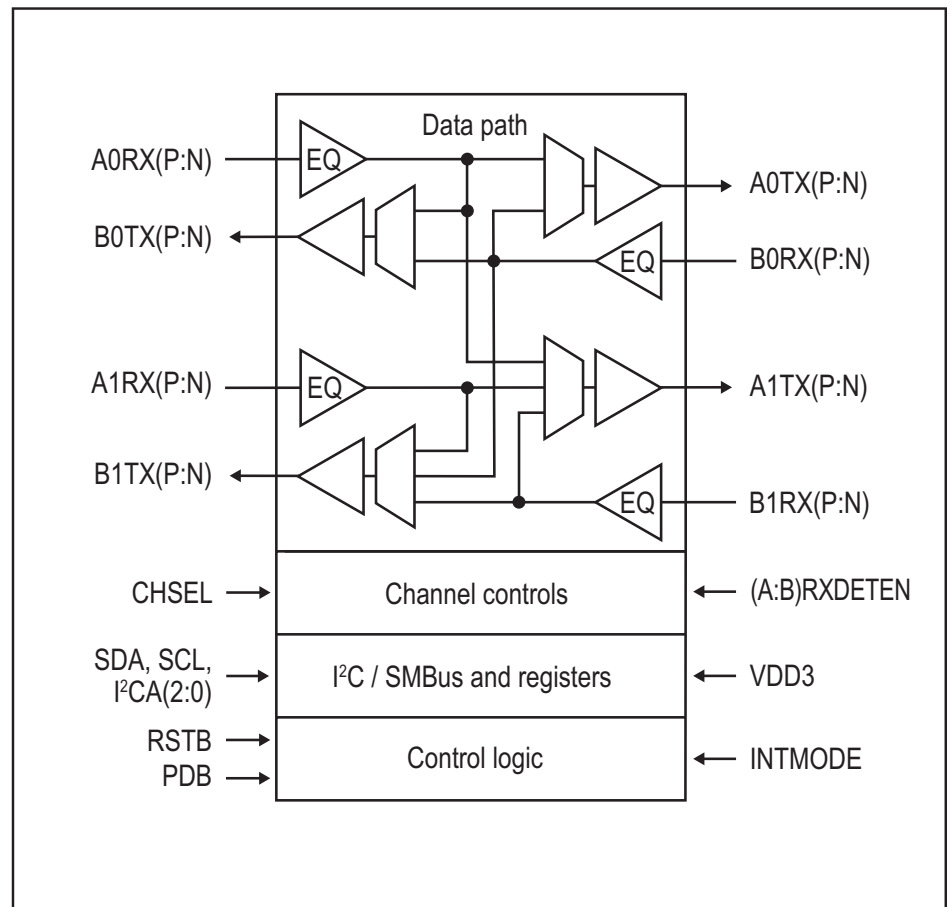 Data path
A0RX(P:N)
EQ
A0TX(P:N)
B0TX(P:N)
EQ
B0RX(P:N)
A1RX(P:N)
EQ
A1TX(P:N)
B1TX(P:N)
EQ
B1RX(P:N)
CHSEL
Channel controls
(A:B)RXDETEN
SDA, SCL,
I²CA(2:0)
I²C / SMBus and registers
VDD3
RSTB
PDB
Control logic
INTMODE